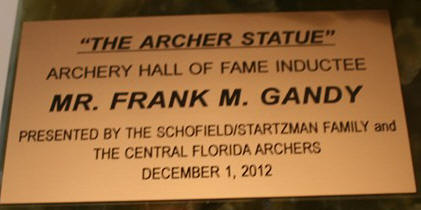 "THE ARCHER STATUE"
ARCHERY HALL OF FAME INDUCTEE
MR. FRANK M. GANDY
PRESENTED BY THE SCHOFIELD/STARTZMAN FAMILY and
THE CENTRAL FLORIDA ARCHERS
DECEMBER 1, 2012